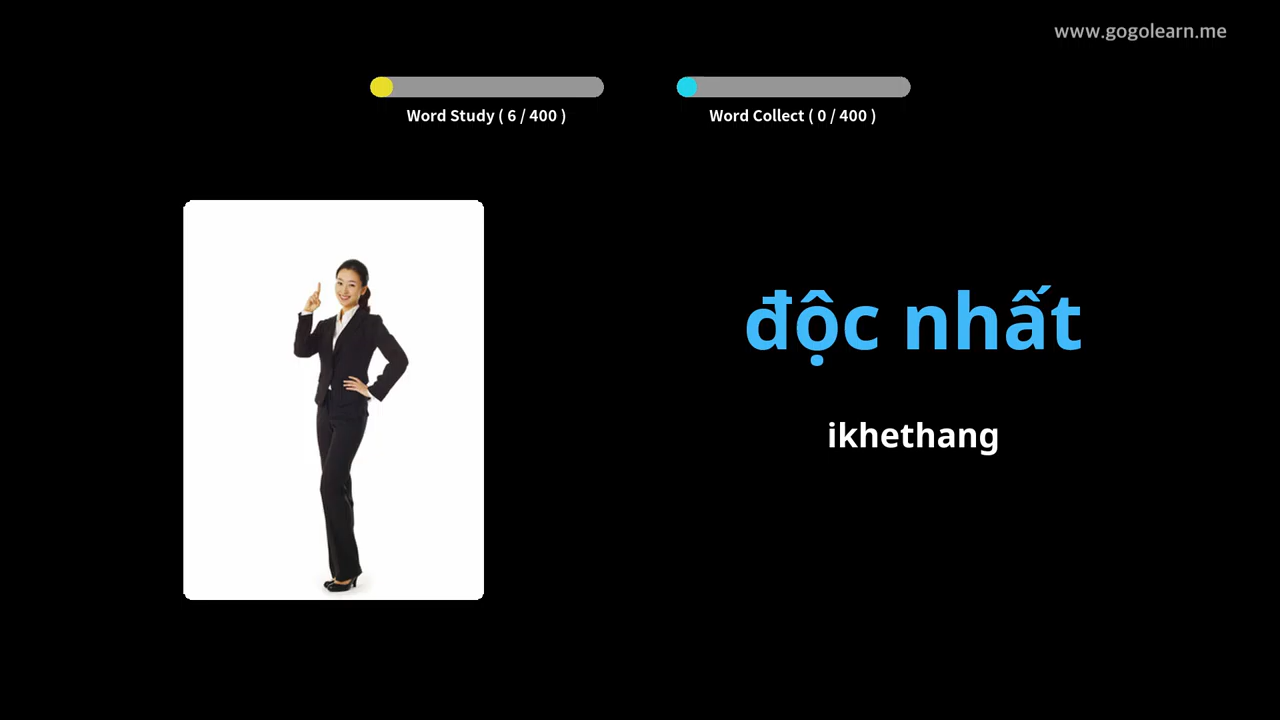 www.gogolearn.me
Word Study ( 6 / 400 )
Word Collect ( 0 / 400 )
độc nhất
ikhethang